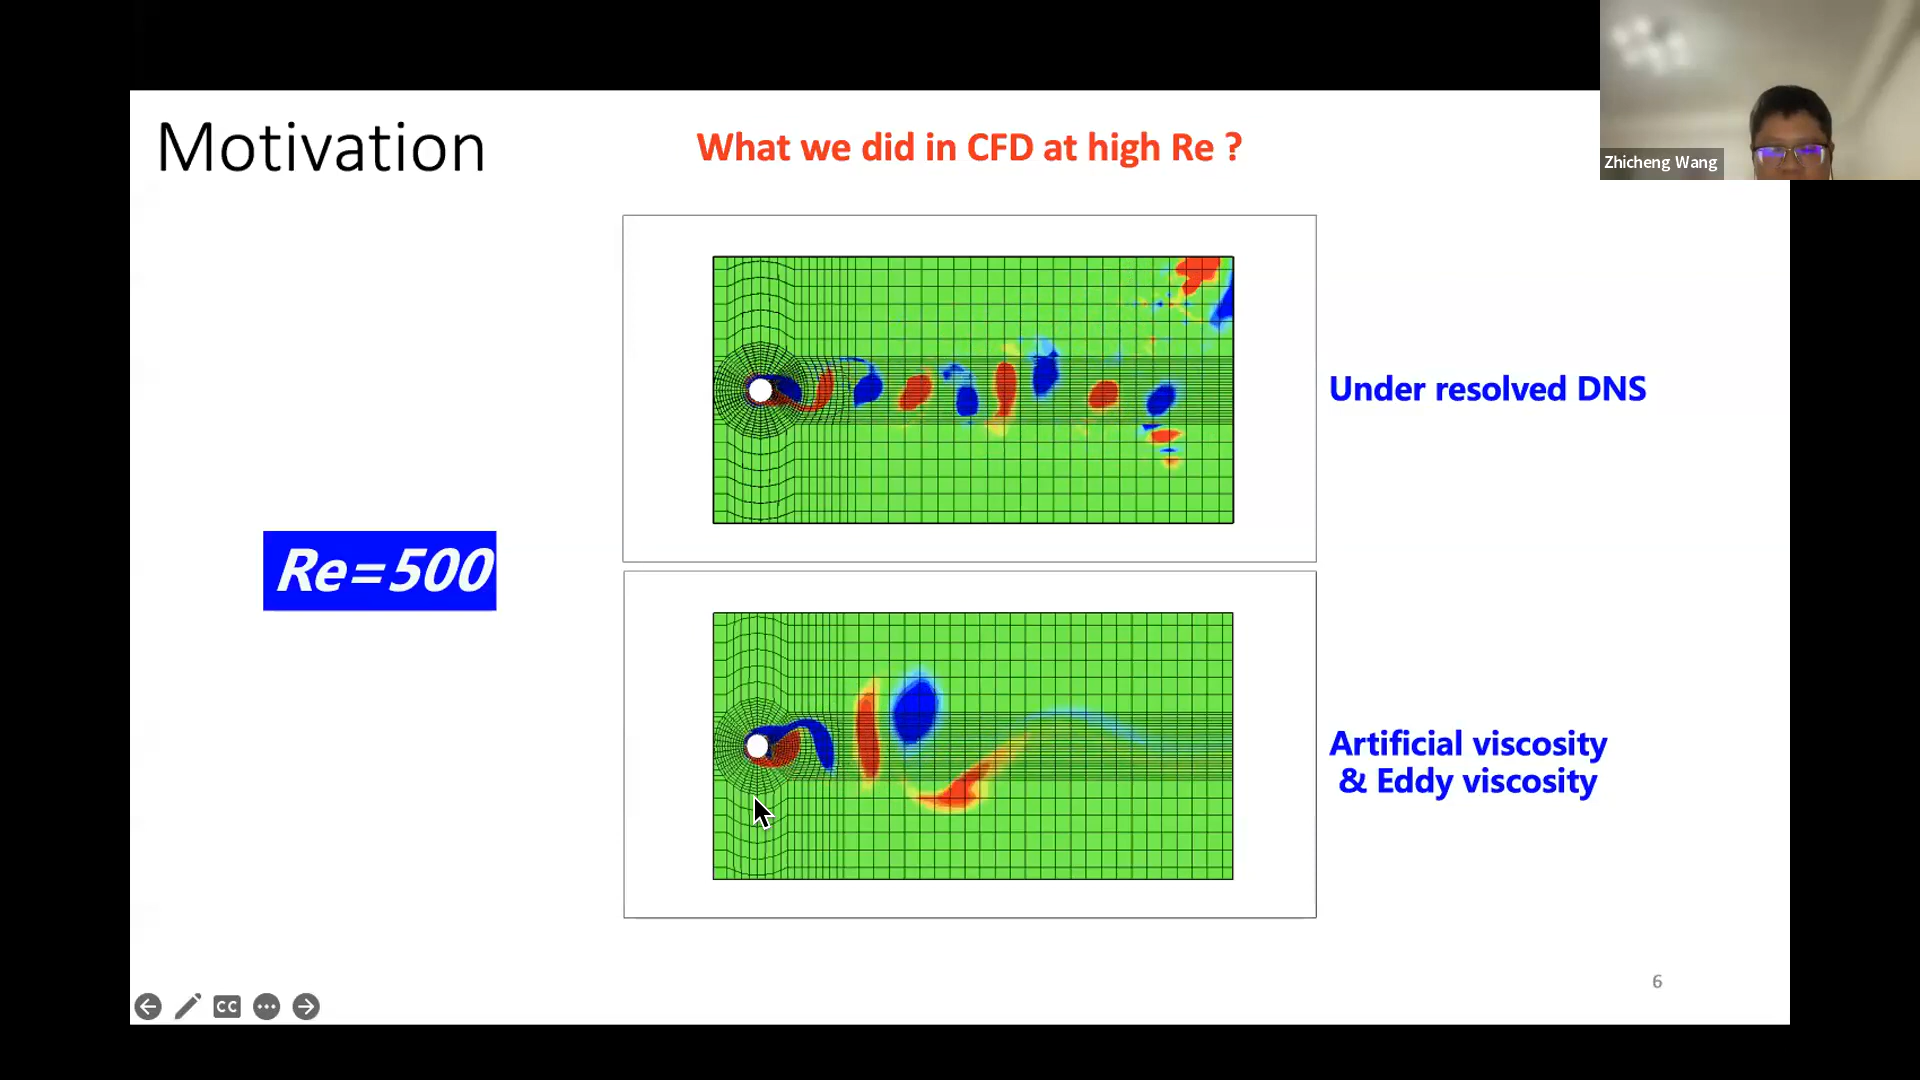 Motivation
What we did in CFD at high Re ?
Zhicheng Wang
Under resolved DNS
Re=500
Artificial viscosity
& Eddy viscosity
6
CC